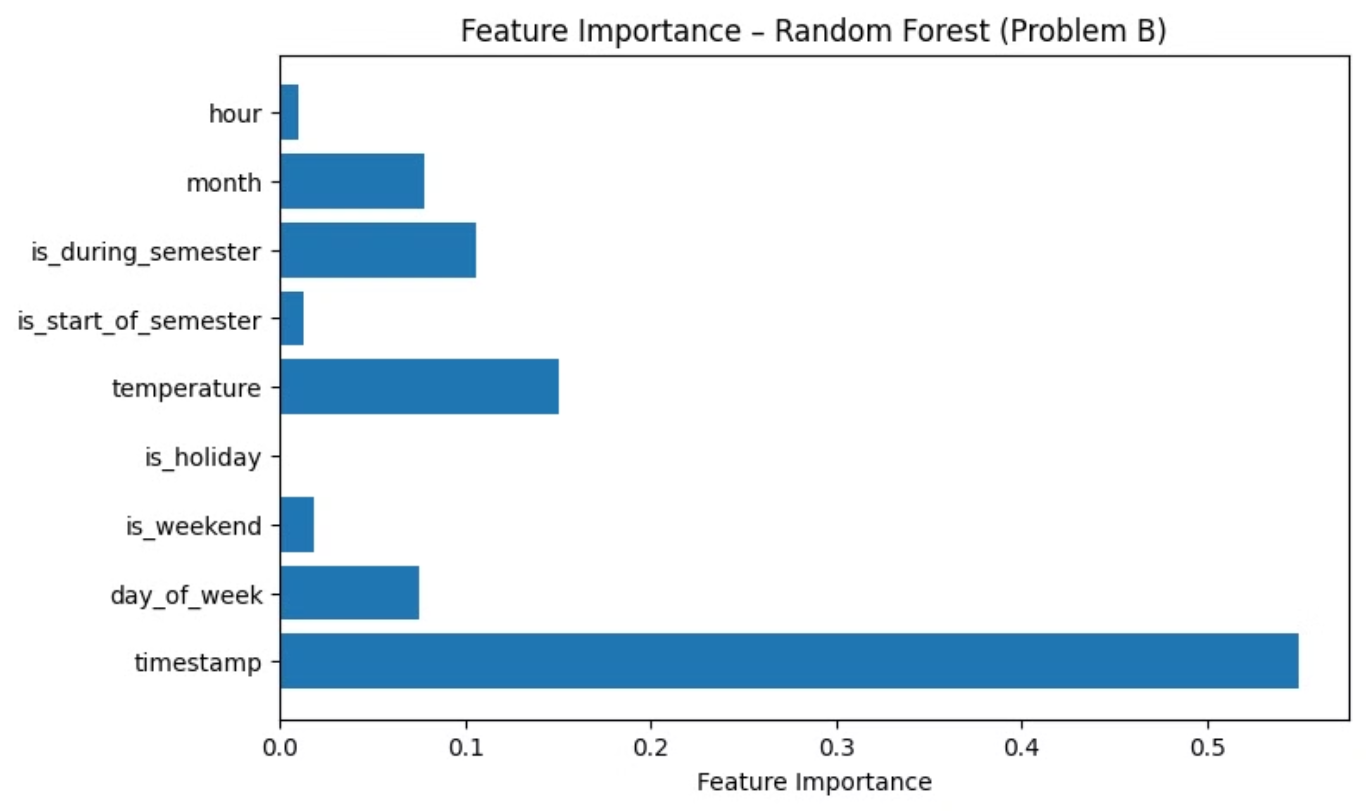 Feature Importance – Random Forest (Problem B)
hour
month
is_during_semester
is_start_of_semester
temperature
is_holiday
is_weekend
day_of_week
timestamp
0.0 0.1 0.2 0.3 0.4 0.5
Feature Importance